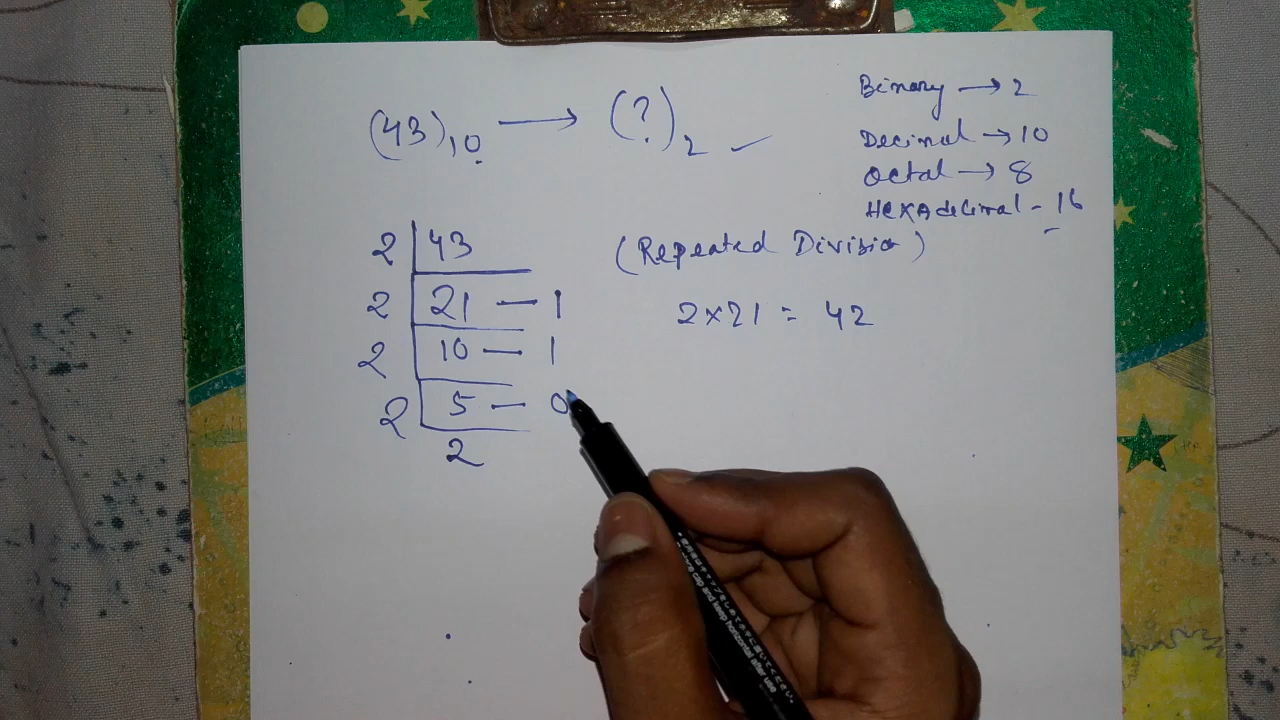 (43)10 → (?)2 ✓
Binary → 2
Decimal → 10
Octal → 8
HEXAdecimal - 16
(Repeated Division)
2 | 43
2 | 21 — 1
2 | 10 — 1
2 | 5 — 0
2
2×21 = 42